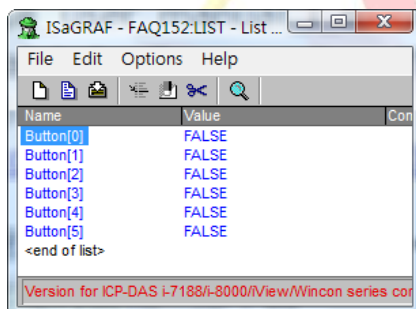 ISaGRAF - FAQ152:LIST - List ...
File Edit Options Help
Name Value Con
Button[0] FALSE
Button[1] FALSE
Button[2] FALSE
Button[3] FALSE
Button[4] FALSE
Button[5] FALSE
<end of list>
Version for ICP-DAS i-7188/i-8000/iView/Wincon series cor